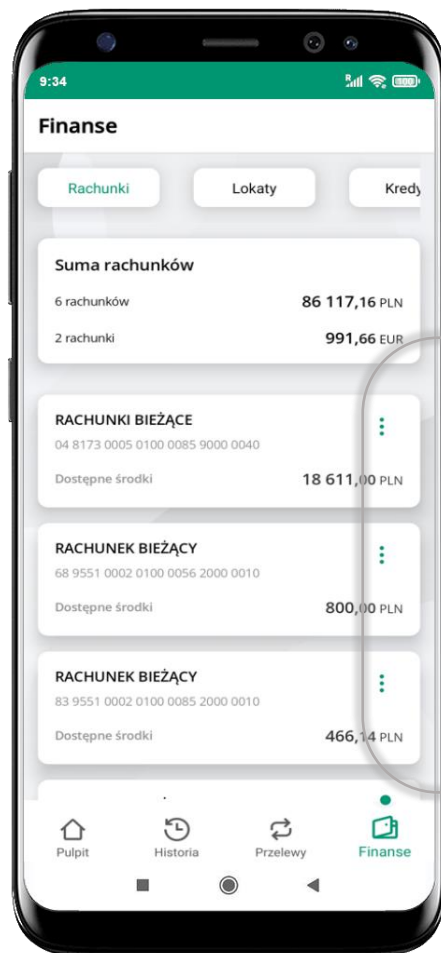 9:34
Finanse
Rachunki Lokaty Kredy
Suma rachunków
6 rachunków 86 117,16 PLN
2 rachunki 991,66 EUR
RACHUNKI BIEŻĄCE
04 8173 0005 0100 0085 9000 0040
Dostępne środki 18 611,00 PLN
RACHUNEK BIEŻĄCY
68 9551 0002 0100 0056 2000 0010
Dostępne środki 800,00 PLN
RACHUNEK BIEŻĄCY
83 9551 0002 0100 0085 2000 0010
Dostępne środki 466,14 PLN
Pulpit Historia Przelewy Finanse